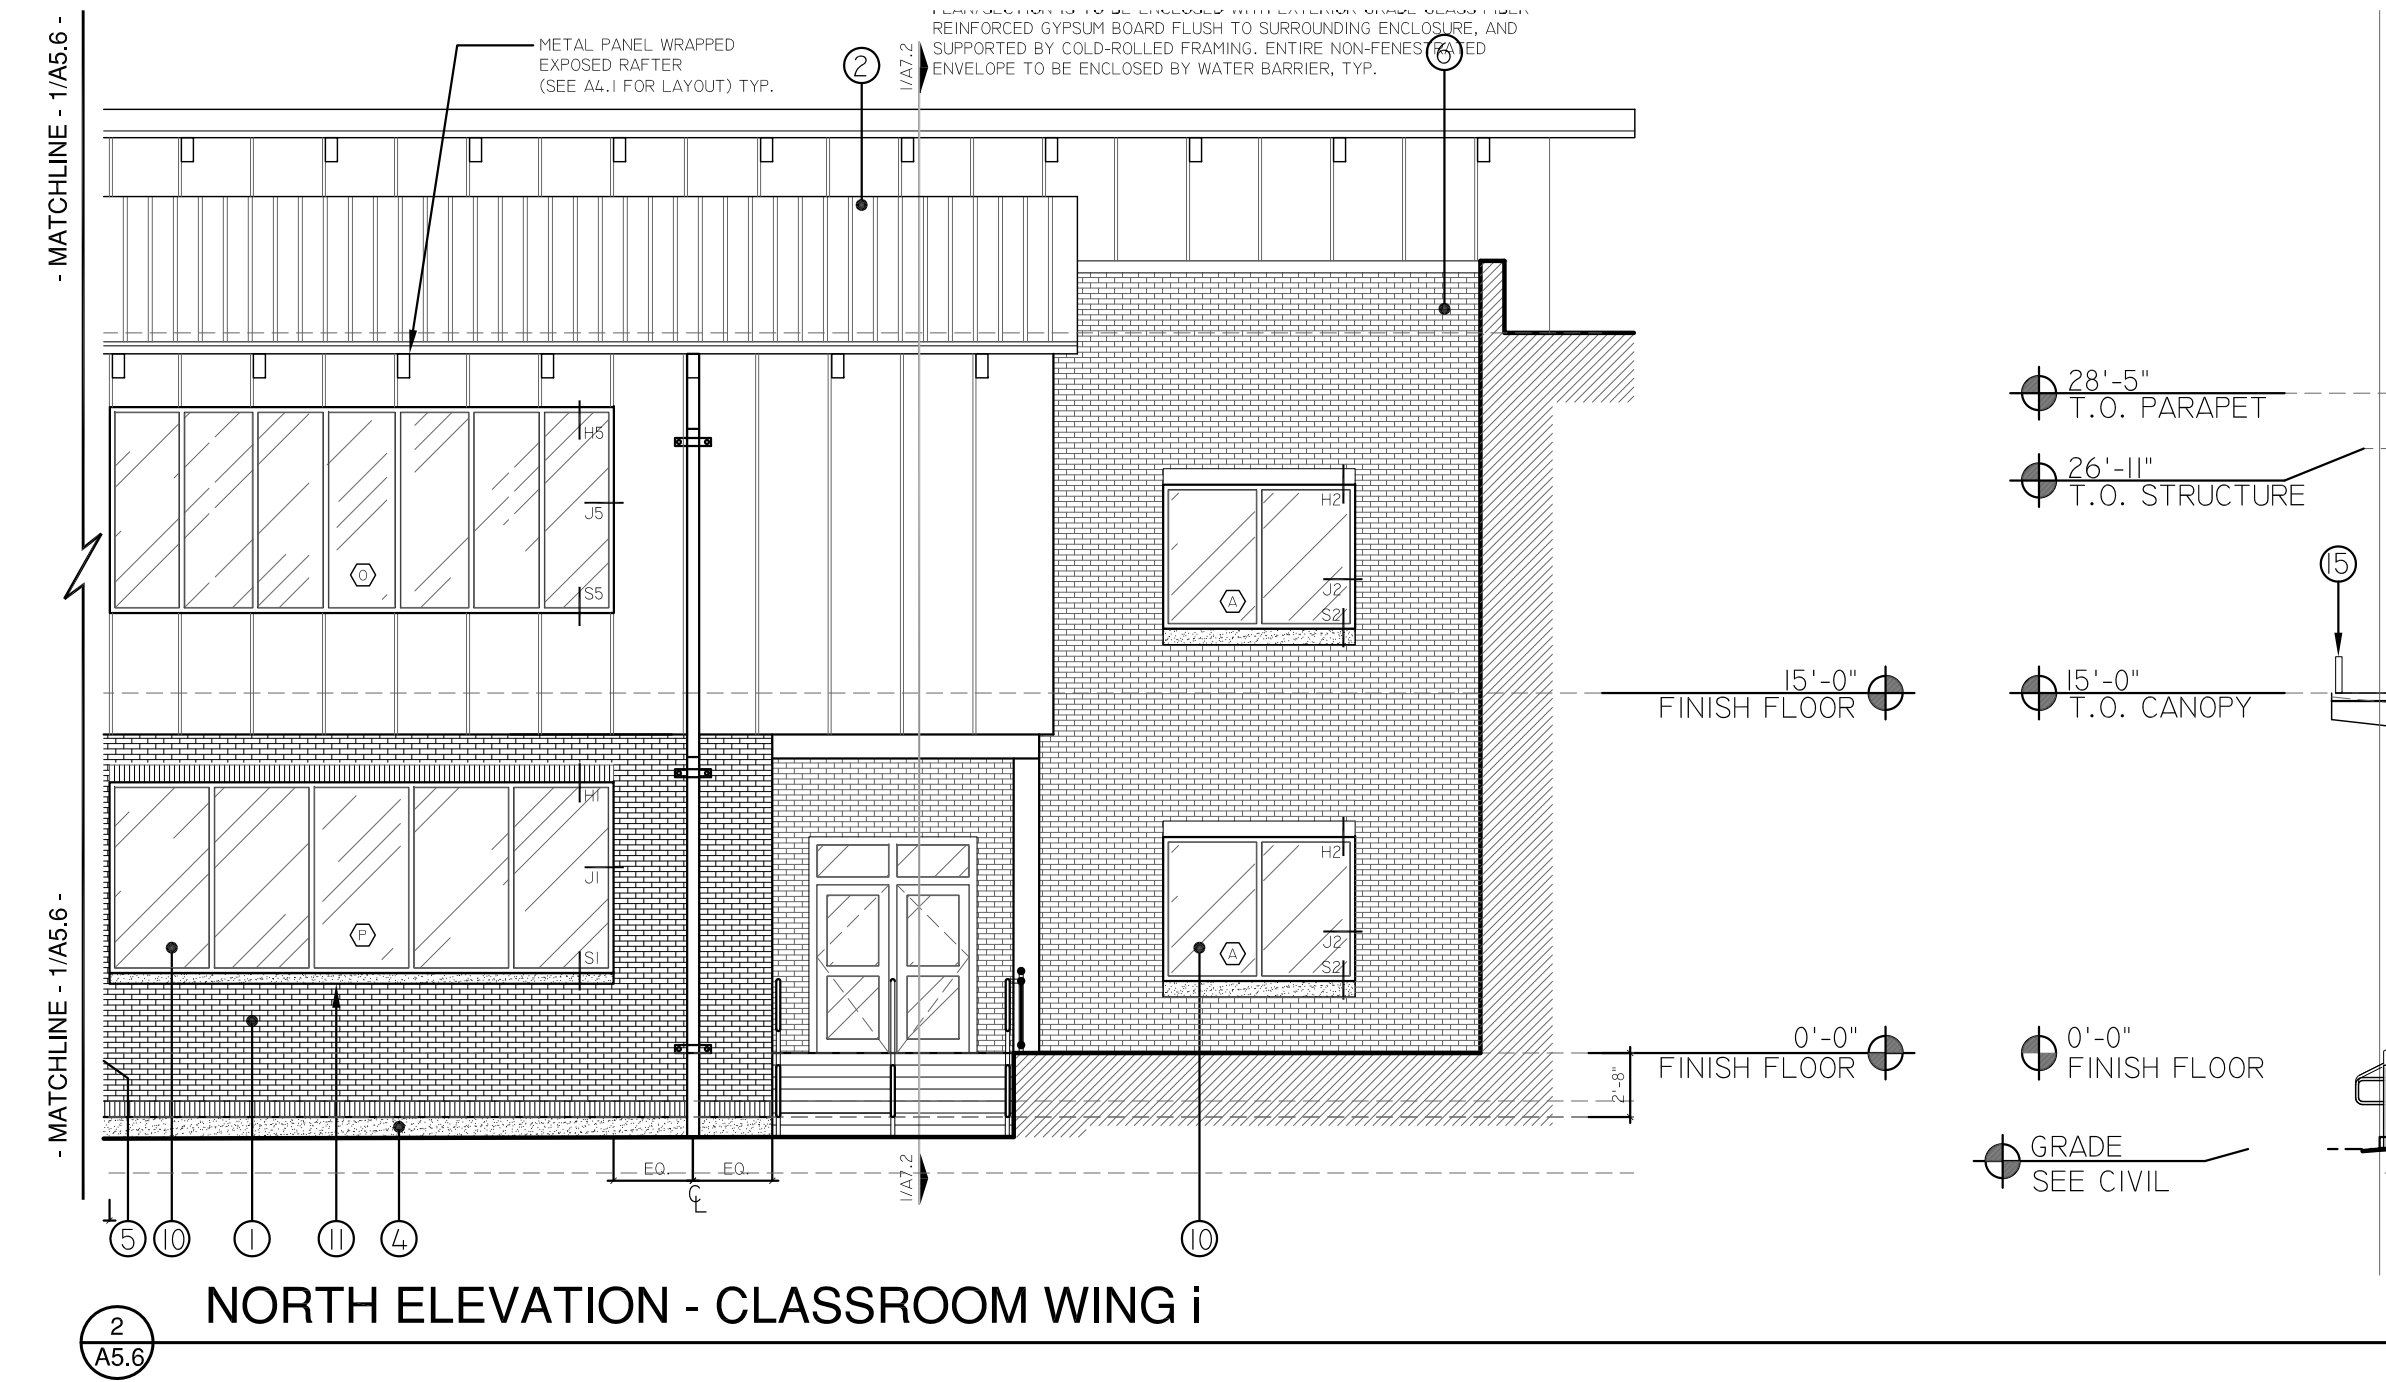 REINFORCED GYPSUM BOARD FLUSH TO SURROUNDING ENCLOSURE, AND
SUPPORTED BY COLD-ROLLED FRAMING. ENTIRE NON-FENESTRATED
ENVELOPE TO BE ENCLOSED BY WATER BARRIER, TYP.
METAL PANEL WRAPPED
EXPOSED RAFTER
(SEE A4.1 FOR LAYOUT) TYP.
2
1/A7.2
6
- MATCHLINE - 1/A5.6 -
28'-5"
T.O. PARAPET
26'-11"
T.O. STRUCTURE
H5
J5
O
S5
H2
J2
A
S2
15
15'-0"
FINISH FLOOR
15'-0"
T.O. CANOPY
H1
J1
P
S1
H2
J2
A
S2
- MATCHLINE - 1/A5.6 -
0'-0"
FINISH FLOOR
0'-0"
FINISH FLOOR
2'-8"
GRADE
SEE CIVIL
EQ.
EQ.
CL
1/A7.2
5
10
1
11
4
10
NORTH ELEVATION - CLASSROOM WING i
2
A5.6